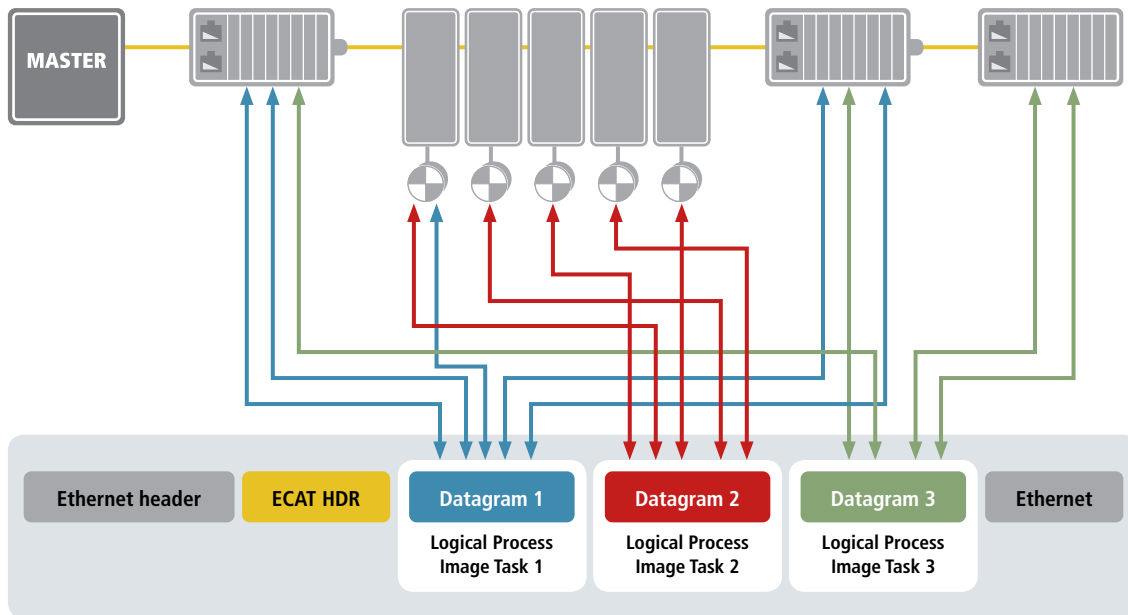 MASTER
Ethernet header
ECAT HDR
Datagram 1
Datagram 2
Datagram 3
Ethernet
Logical Process
Image Task 1
Logical Process
Image Task 2
Logical Process
Image Task 3